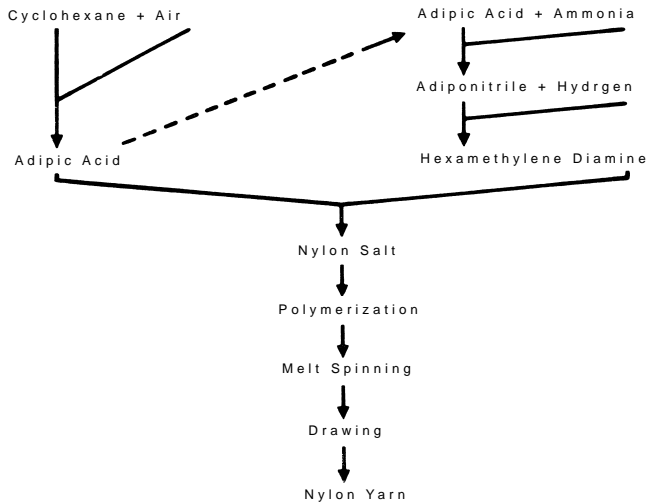 Cyclohexane + Air
Adipic Acid + Ammonia
Adiponitrile + Hydrgen
Adipic Acid
Hexamethylene Diamine
Nylon Salt
Polymerization
Melt Spinning
Drawing
Nylon Yarn